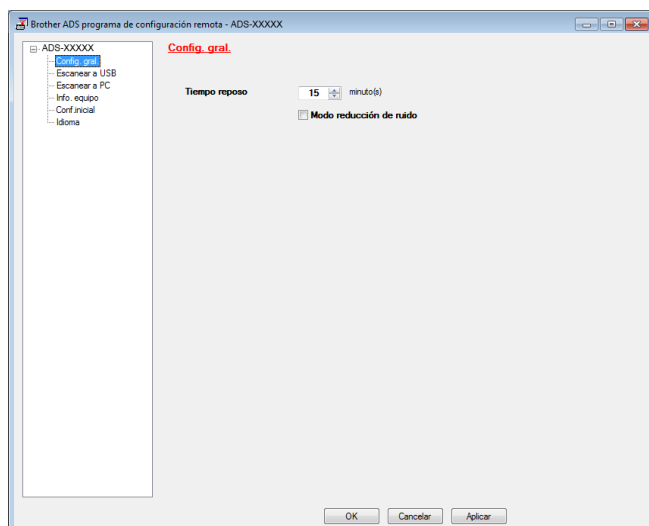 Brother ADS programa de configuración remota - ADS-XXXXX
ADS-XXXXX
Config. gral.
Escanear a USB
Escanear a PC
Info. equipo
Conf.inicial
Idioma
Config. gral.
Tiempo reposo 15 minuto(s)
Modo reducción de ruido
OK Cancelar Aplicar